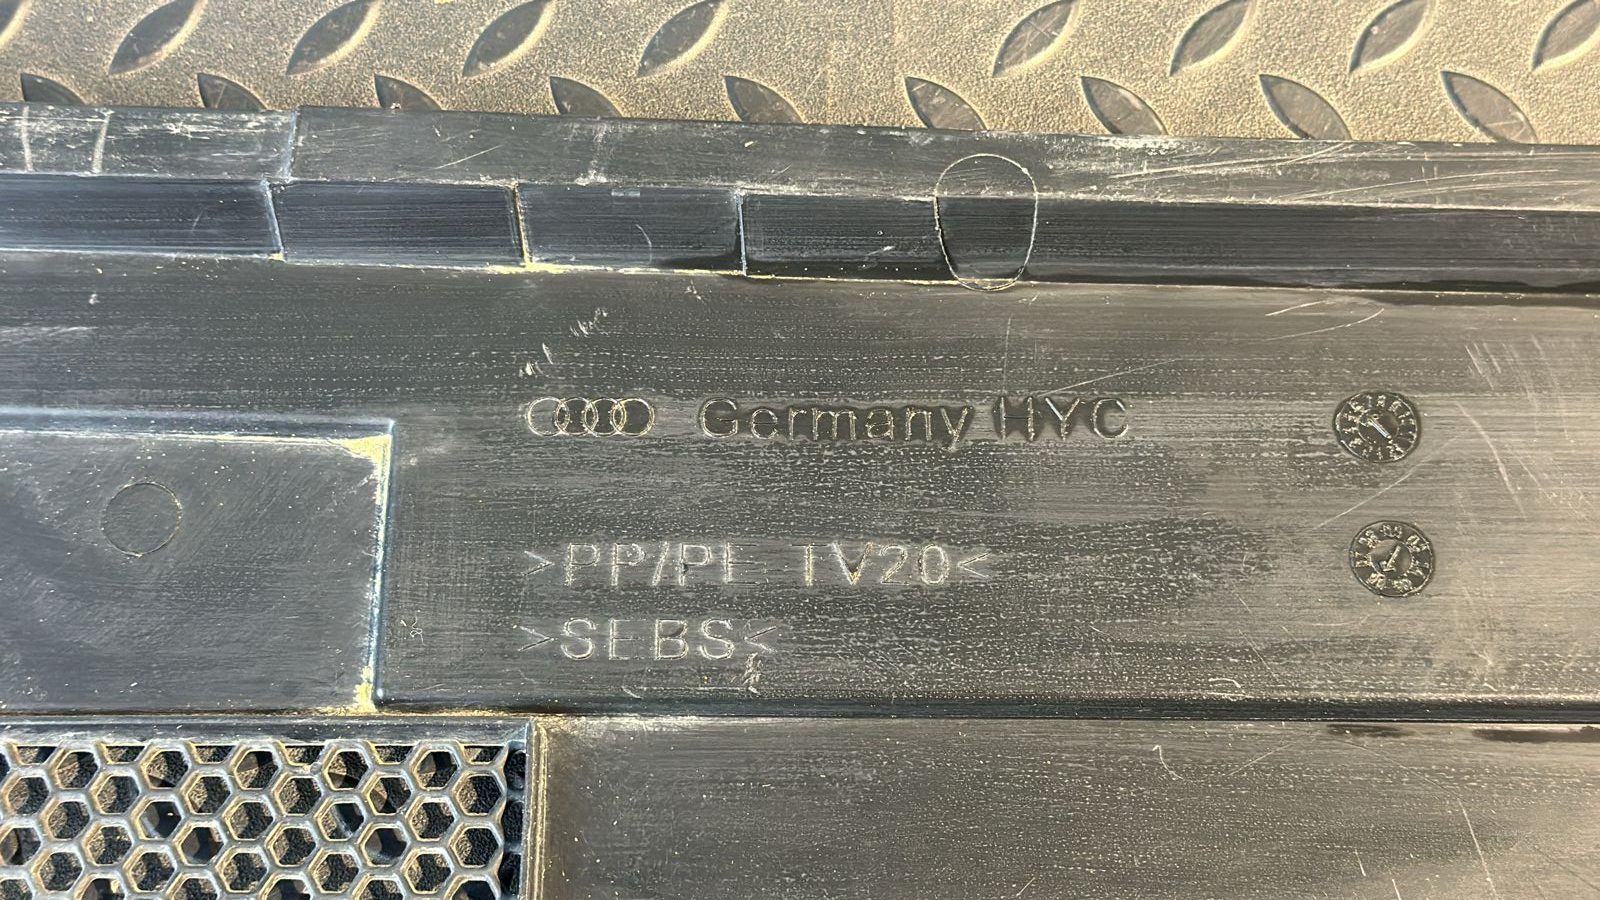 Germany HYC
>PP/PE TV20<
>SEBS<